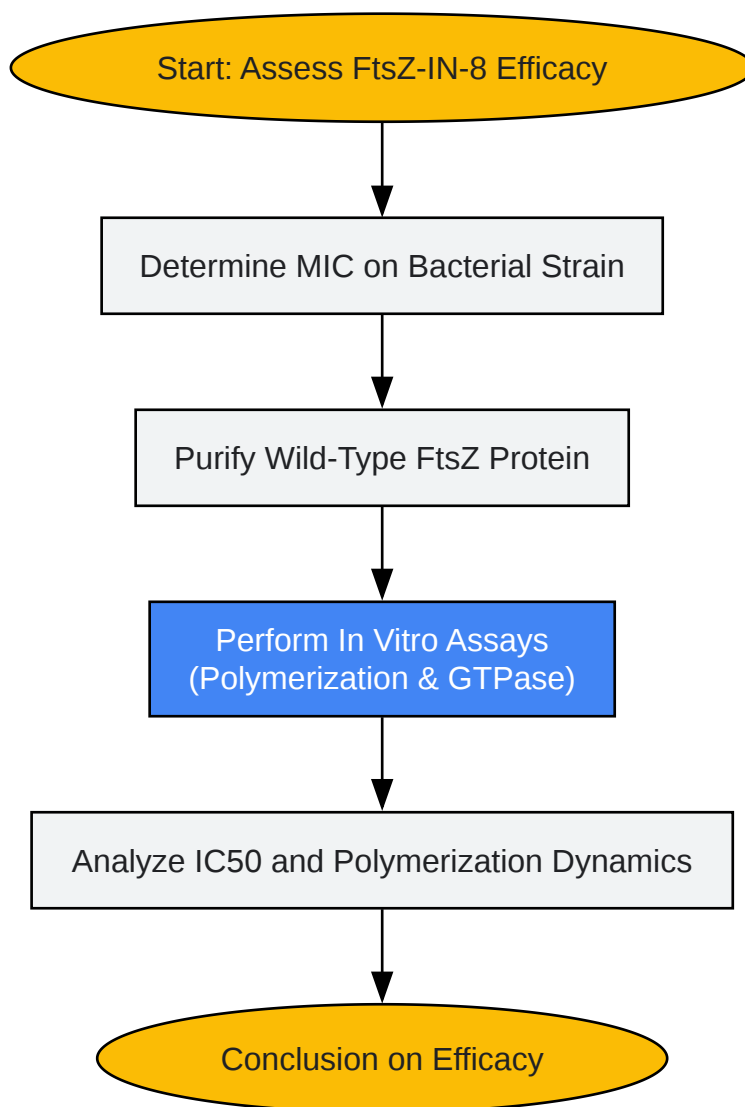 Start: Assess FtsZ-IN-8 Efficacy
Determine MIC on Bacterial Strain
Purify Wild-Type FtsZ Protein
Perform In Vitro Assays
(Polymerization & GTPase)
Analyze IC50 and Polymerization Dynamics
Conclusion on Efficacy